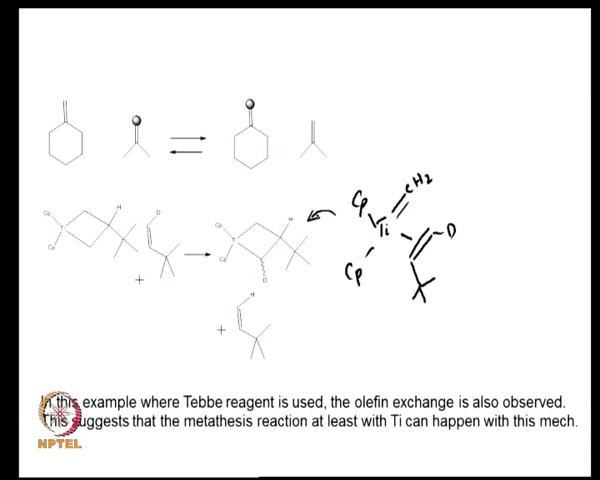 Cp
Ti
CH2
D
Cp
Cp
Ti
H
D
Cp
+
Cp
Ti
H
Cp
D
+
H
In this example where Tebbe reagent is used, the olefin exchange is also observed.
This suggests that the metathesis reaction at least with Ti can happen with this mech.
NPTEL